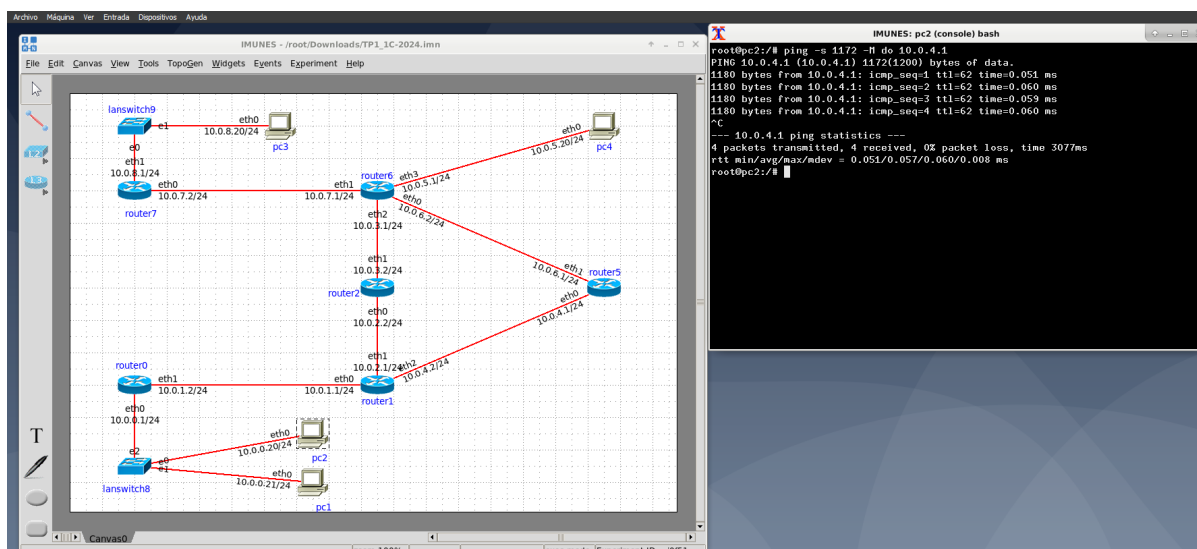 Archivo Máquina Ver Entrada Dispositivos Ayuda
IMUNES - /root/Downloads/TP1_1C-2024.imn
File Edit Canvas View Tools TopoGen Widgets Events Experiment Help
lanswitch9
e1
eth0
10.0.8.20/24
pc3
e0
eth1
10.0.8.1/24
eth0
10.0.7.2/24
router7
eth1
10.0.7.1/24
router6
eth3
10.0.5.1/24
eth0
10.0.5.20/24
pc4
eth0
10.0.6.2/24
eth2
10.0.3.1/24
eth1
10.0.3.2/24
router2
eth0
10.0.2.2/24
eth1
10.0.6.1/24
router5
eth0
10.0.4.1/24
eth1
10.0.2.1/24
eth2
10.0.4.2/24
router0
eth1
10.0.1.2/24
eth0
10.0.1.1/24
router1
eth0
10.0.0.1/24
e2
e0
e1
lanswitch8
eth0
10.0.0.20/24
pc2
eth0
10.0.0.21/24
pc1
T
Canvas0
IMUNES: pc2 (console) bash
root@pc2:/# ping -s 1172 -M do 10.0.4.1
PING 10.0.4.1 (10.0.4.1) 1172(1200) bytes of data.
1180 bytes from 10.0.4.1: icmp_seq=1 ttl=62 time=0.051 ms
1180 bytes from 10.0.4.1: icmp_seq=2 ttl=62 time=0.060 ms
1180 bytes from 10.0.4.1: icmp_seq=3 ttl=62 time=0.059 ms
1180 bytes from 10.0.4.1: icmp_seq=4 ttl=62 time=0.060 ms
^C
--- 10.0.4.1 ping statistics ---
4 packets transmitted, 4 received, 0% packet loss, time 3077ms
rtt min/avg/max/mdev = 0.051/0.057/0.060/0.008 ms
root@pc2:/#